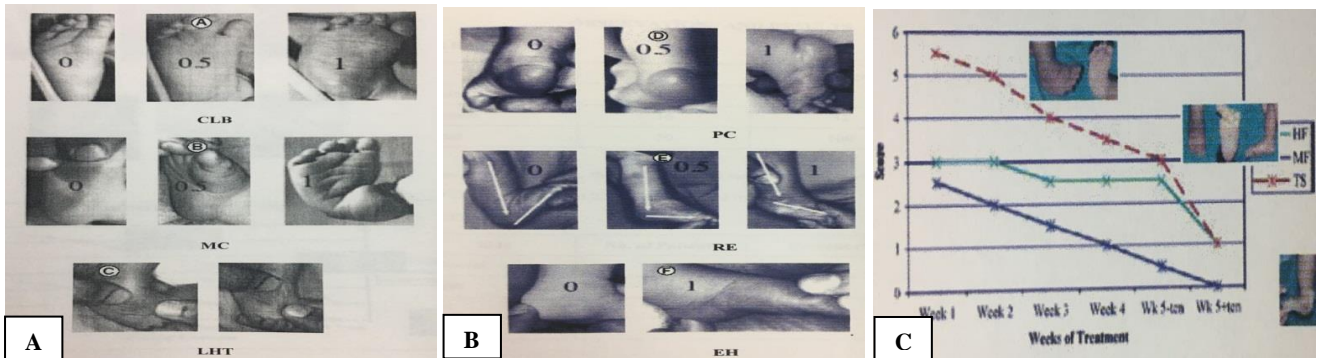 A
0 0.5 1
CLB
B
0 0.5 1
MC
C
LHT
A
D
0 0.5 1
PC
E
0 0.5 1
RE
F
0 1
EH
B
6
5
4
3
2
1
0
Score
Week 1 Week 2 Week 3 Week 4 Wk 5-ten Wk 5+ten
Weeks of Treatment
HF
MF
TS
C